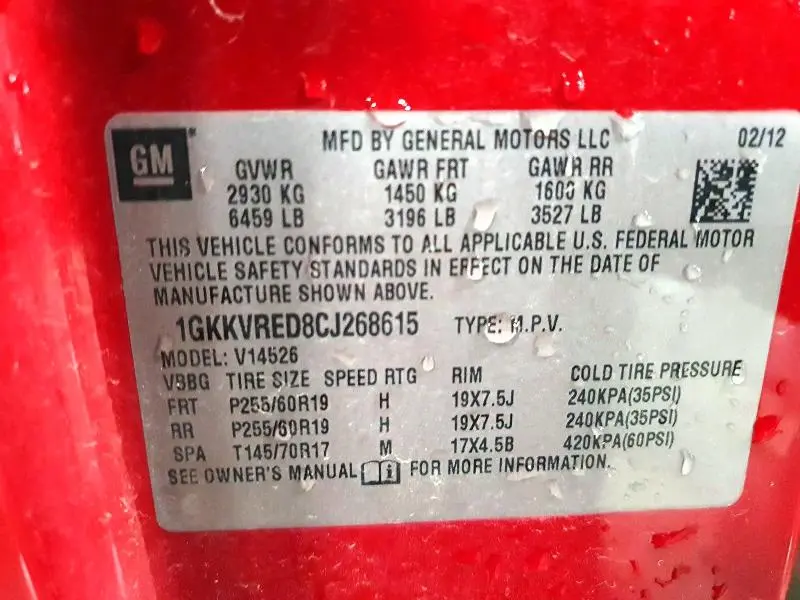 GM
MFD BY GENERAL MOTORS LLC 02/12
GVWR GAWR FRT GAWR RR
2930 KG 1450 KG 1600 KG
6459 LB 3196 LB 3527 LB
THIS VEHICLE CONFORMS TO ALL APPLICABLE U.S. FEDERAL MOTOR
VEHICLE SAFETY STANDARDS IN EFFECT ON THE DATE OF
MANUFACTURE SHOWN ABOVE.
1GKKVRED8CJ268615 TYPE: M.P.V.
MODEL: V14526
VSBG TIRE SIZE SPEED RTG RIM COLD TIRE PRESSURE
FRT P255/60R19 H 19X7.5J 240KPA(35PSI)
RR P255/60R19 H 19X7.5J 240KPA(35PSI)
SPA T145/70R17 M 17X4.5B 420KPA(60PSI)
SEE OWNER'S MANUAL i FOR MORE INFORMATION.